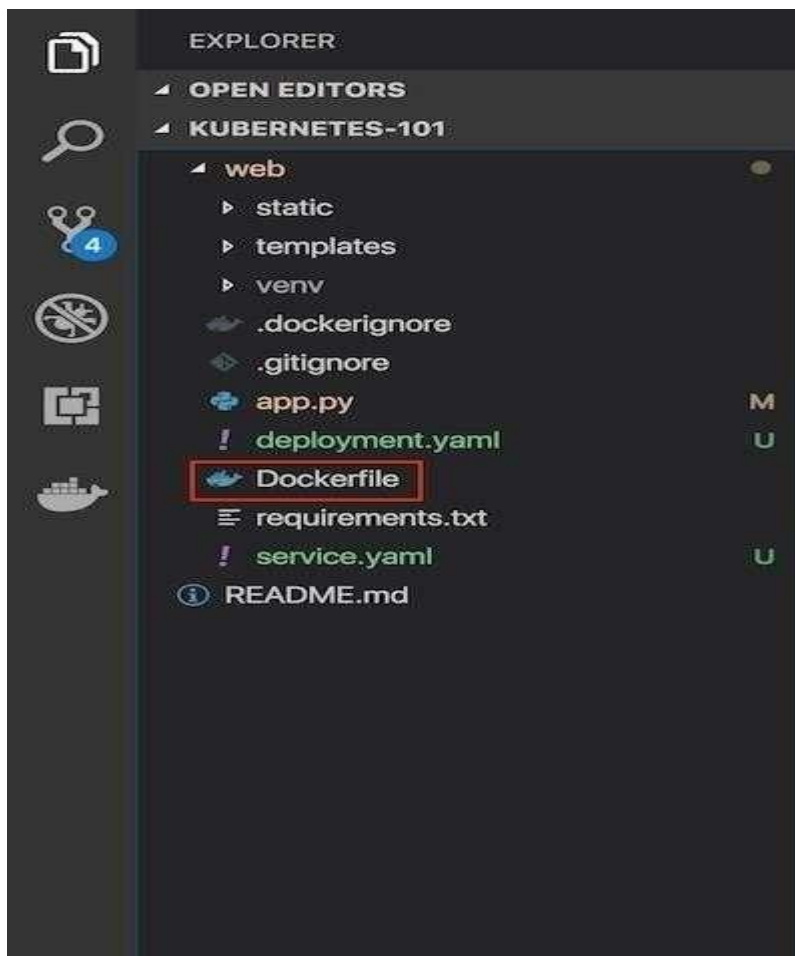 EXPLORER
OPEN EDITORS
KUBERNETES-101
web
static
templates
4
venv
.dockerignore
.gitignore
app.py M
deployment.yaml U
Dockerfile
requirements.txt
service.yaml U
README.md